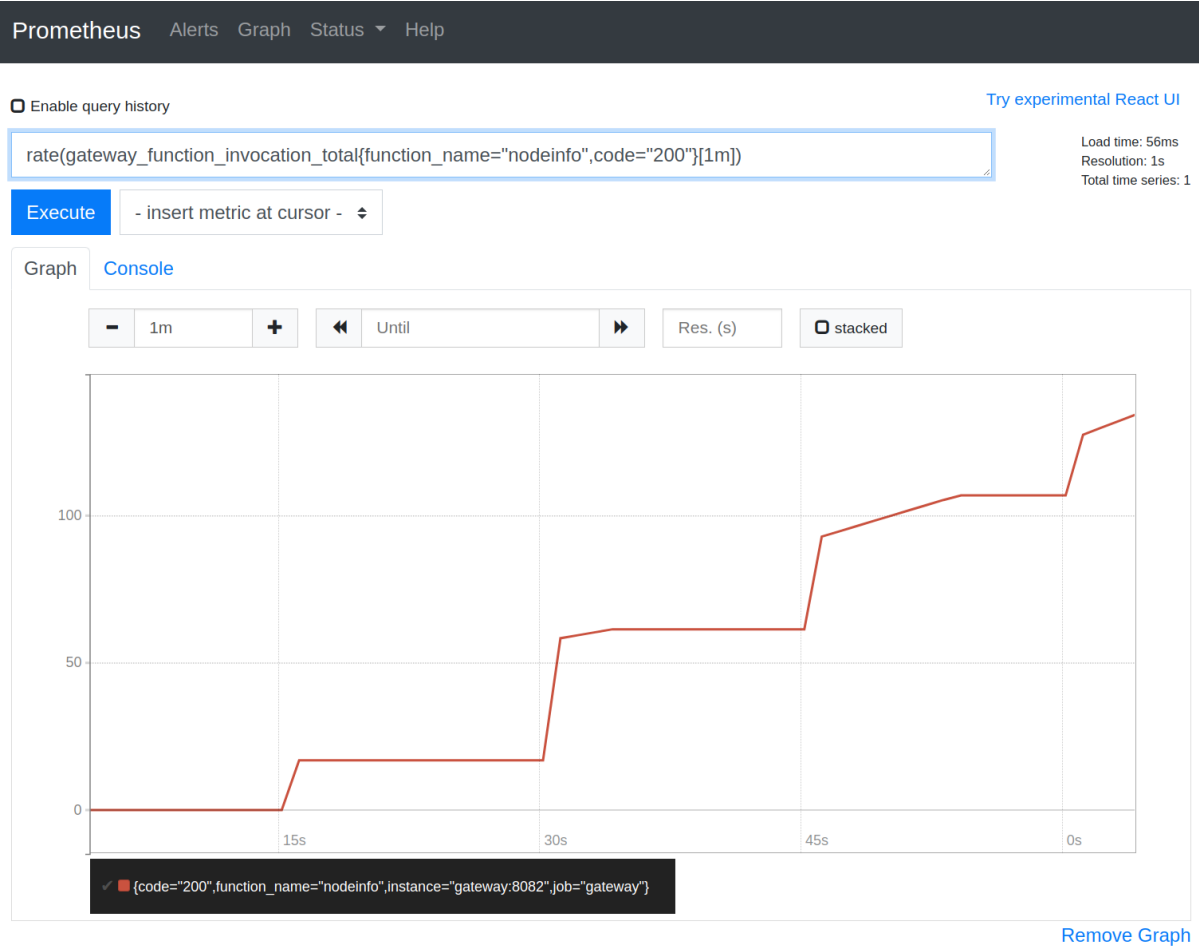 Prometheus Alerts Graph Status Help
Enable query history
Try experimental React UI
rate(gateway_function_invocation_total{function_name="nodeinfo",code="200"}[1m])
Load time: 56ms
Resolution: 1s
Total time series: 1
Execute
- insert metric at cursor -
Graph Console
1m Until Res. (s) stacked
100
50
0
15s 30s 45s 0s
{code="200",function_name="nodeinfo",instance="gateway:8082",job="gateway"}
Remove Graph